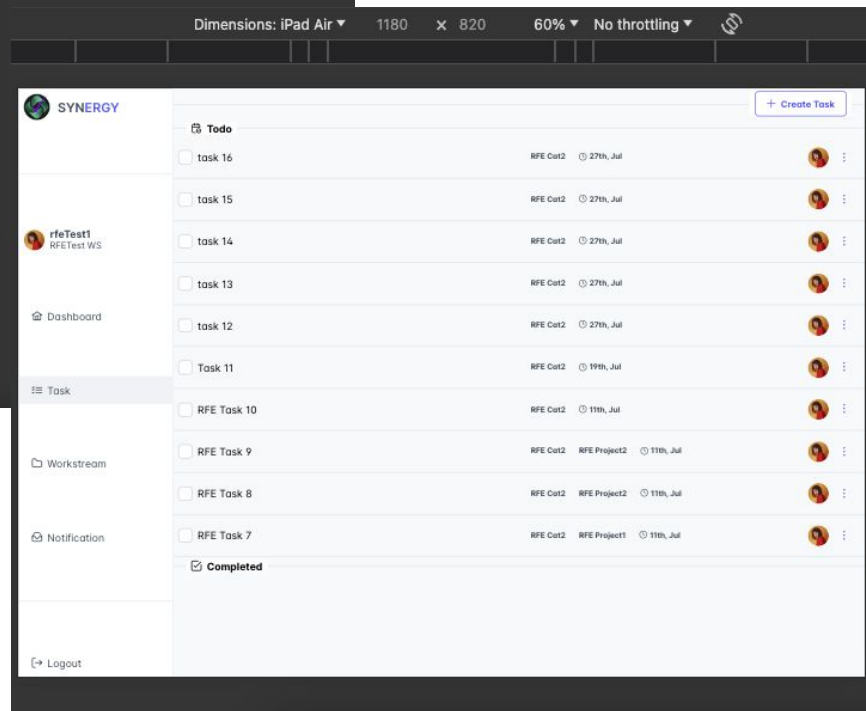 Dimensions: iPad Air 1180 x 820 60% No throttling
SYNERGY
+ Create Task
Todo
task 16 RFE Cat2 27th, Jul
task 15 RFE Cat2 27th, Jul
rfeTest1
RFETest WS
task 14 RFE Cat2 27th, Jul
task 13 RFE Cat2 27th, Jul
Dashboard
task 12 RFE Cat2 27th, Jul
Task 11 RFE Cat2 19th, Jul
Task
RFE Task 10 RFE Cat2 11th, Jul
RFE Task 9 RFE Cat2 RFE Project2 11th, Jul
Workstream
RFE Task 8 RFE Cat2 RFE Project2 11th, Jul
Notification
RFE Task 7 RFE Cat2 RFE Project1 11th, Jul
Completed
Logout